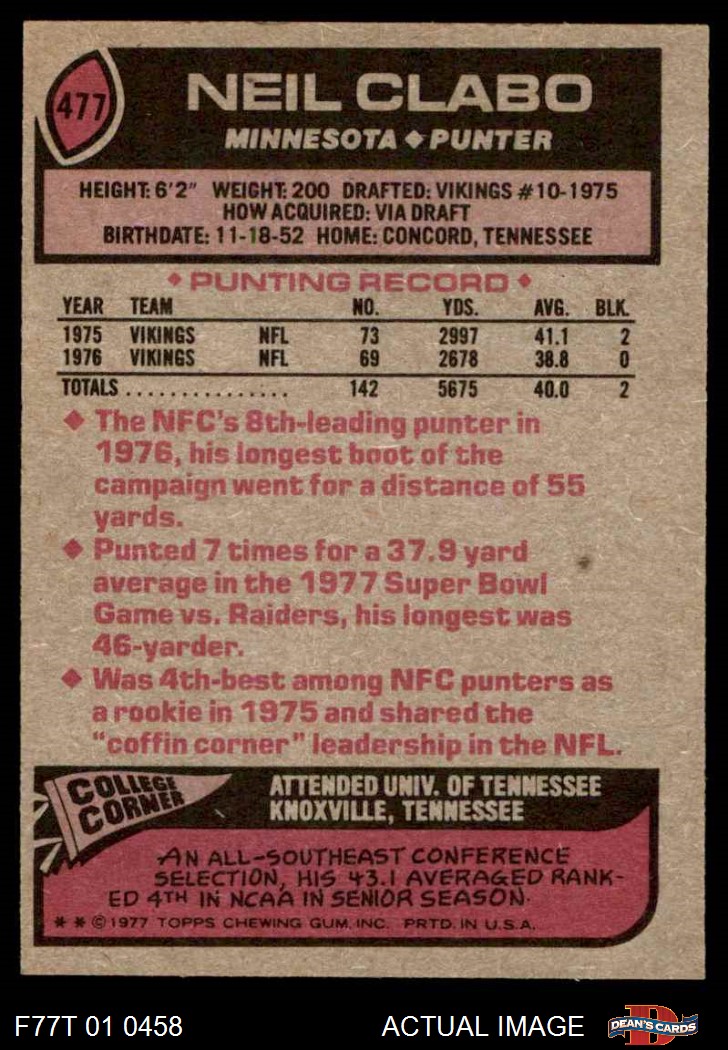 477
NEIL CLABO
MINNESOTA ◆ PUNTER
HEIGHT: 6'2" WEIGHT: 200 DRAFTED: VIKINGS #10-1975
HOW ACQUIRED: VIA DRAFT
BIRTHDATE: 11-18-52 HOME: CONCORD, TENNESSEE
◆ PUNTING RECORD ◆
YEAR TEAM NO. YDS. AVG. BLK.
1975 VIKINGS NFL 73 2997 41.1 2
1976 VIKINGS NFL 69 2678 38.8 0
TOTALS ............... 142 5675 40.0 2
◆ The NFC's 8th-leading punter in
1976, his longest boot of the
campaign went for a distance of 55
yards.
◆ Punted 7 times for a 37.9 yard
average in the 1977 Super Bowl
Game vs. Raiders, his longest was
46-yarder.
◆ Was 4th-best among NFC punters as
a rookie in 1975 and shared the
"coffin corner" leadership in the NFL.
COLLEGE
CORNER
ATTENDED UNIV. OF TENNESSEE
KNOXVILLE, TENNESSEE
AN ALL-SOUTHEAST CONFERENCE
SELECTION, HIS 43.1 AVERAGED RANK-
ED 4TH IN NCAA IN SENIOR SEASON.
* * © 1977 TOPPS CHEWING GUM, INC. PRTD. IN U.S.A.
F77T 01 0458 ACTUAL IMAGE
D
DEAN'S CARDS